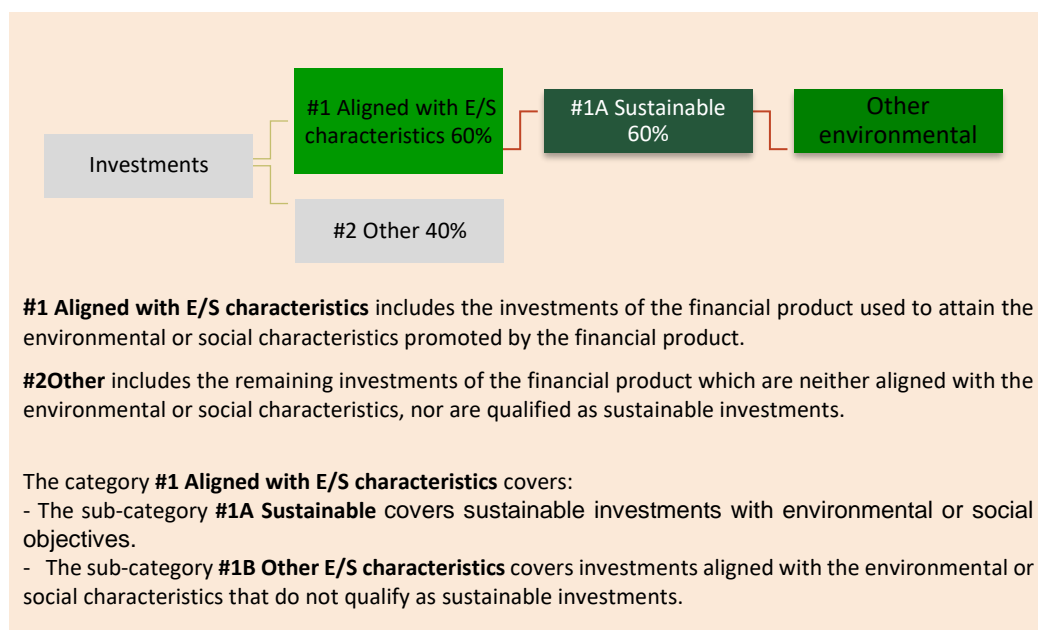 #1 Aligned with E/S
characteristics 60%
#1A Sustainable
60%
Other
environmental
Investments
#2 Other 40%
#1 Aligned with E/S characteristics includes the investments of the financial product used to attain the
environmental or social characteristics promoted by the financial product.
#2Other includes the remaining investments of the financial product which are neither aligned with the
environmental or social characteristics, nor are qualified as sustainable investments.
The category #1 Aligned with E/S characteristics covers:
- The sub-category #1A Sustainable covers sustainable investments with environmental or social
objectives.
- The sub-category #1B Other E/S characteristics covers investments aligned with the environmental or
social characteristics that do not qualify as sustainable investments.